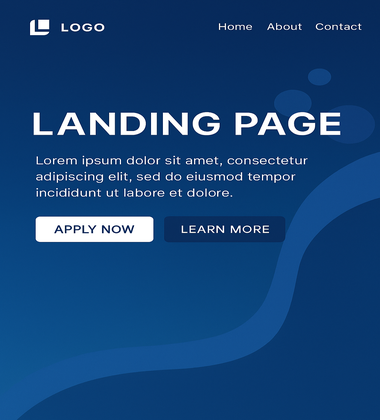 LOGO
Home About Contact
LANDING PAGE
Lorem ipsum dolor sit amet, consectetur
adipiscing elit, sed do eiusmod tempor
incididunt ut labore et dolore.
APPLY NOW
LEARN MORE